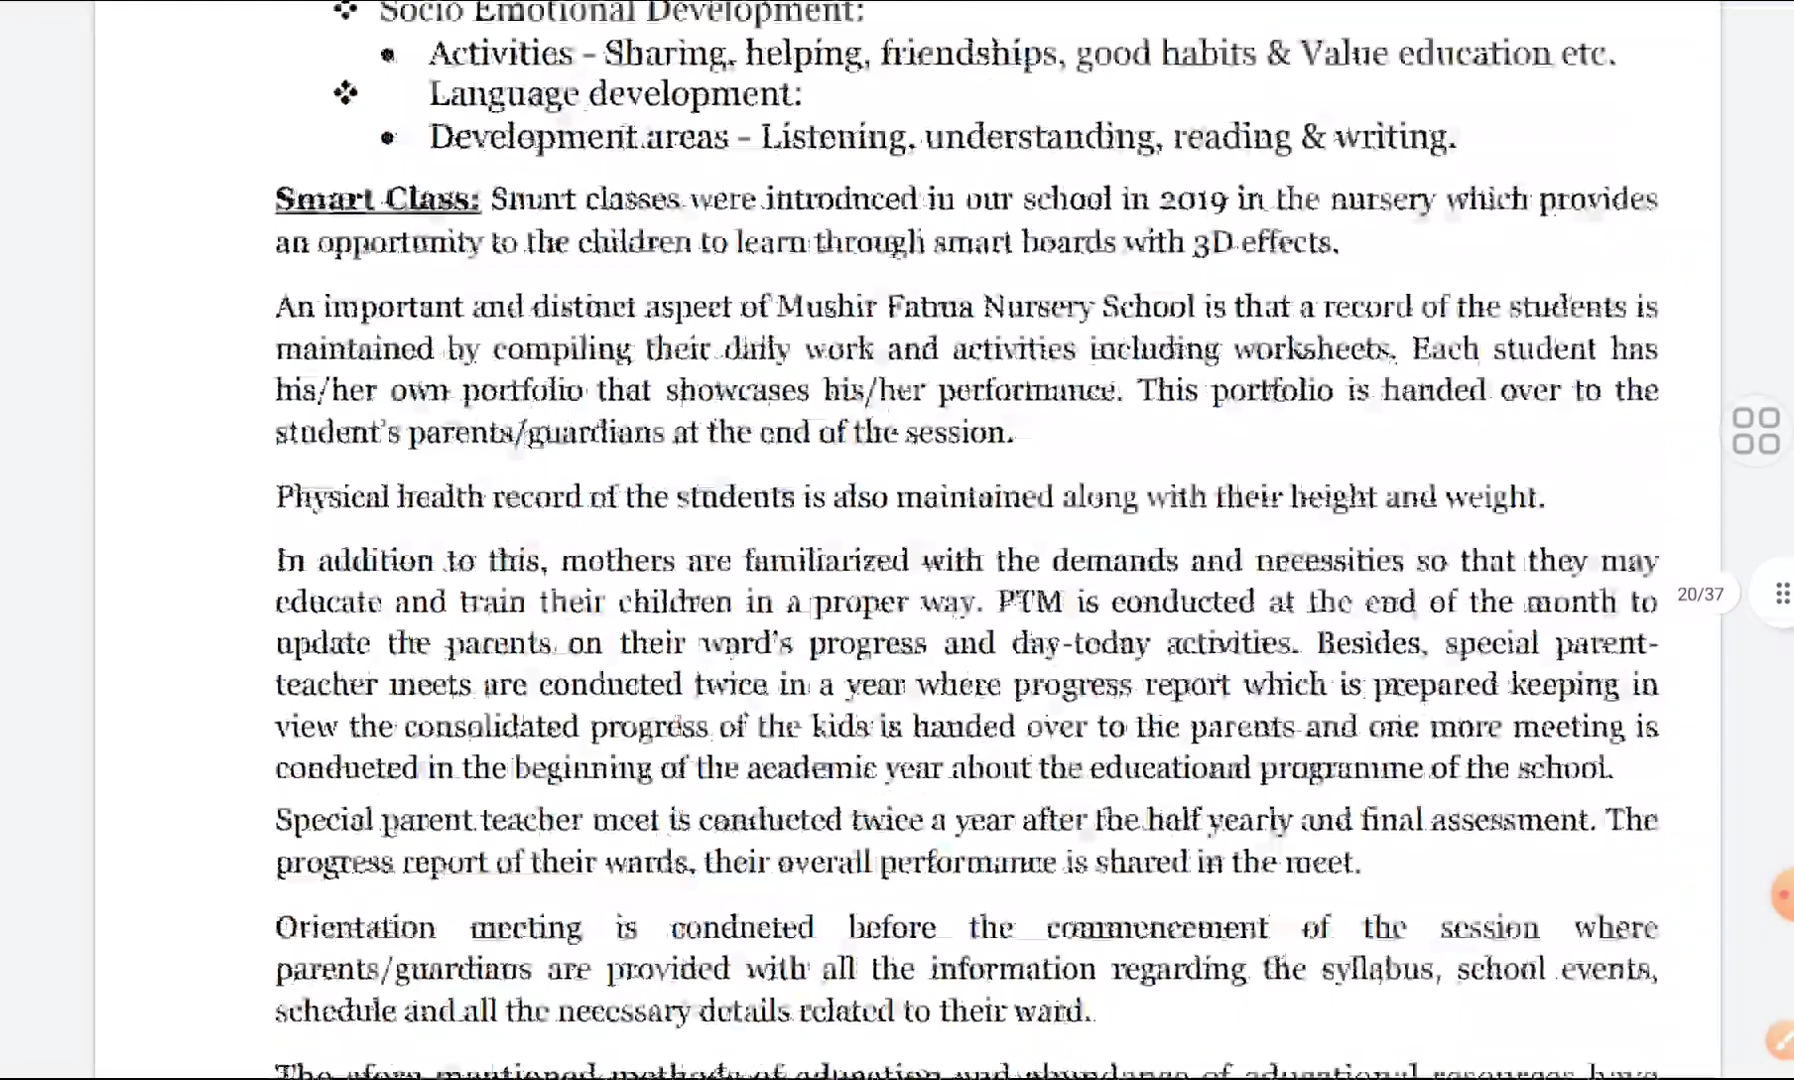 ❖ Socio Emotional Development:
• Activities – Sharing, helping, friendships, good habits & Value education etc.
❖ Language development:
• Development areas – Listening, understanding, reading & writing.
Smart Class: Smart classes were introduced in our school in 2019 in the nursery which provides
an opportunity to the children to learn through smart boards with 3D effects.
An important and distinct aspect of Mushir Fatma Nursery School is that a record of the students is
maintained by compiling their daily work and activities including worksheets. Each student has
his/her own portfolio that showcases his/her performance. This portfolio is handed over to the
student's parents/guardians at the end of the session.
Physical health record of the students is also maintained along with their height and weight.
In addition to this, mothers are familiarized with the demands and necessities so that they may
educate and train their children in a proper way. PTM is conducted at the end of the month to
update the parents on their ward's progress and day-today activities. Besides, special parent-
teacher meets are conducted twice in a year where progress report which is prepared keeping in
view the consolidated progress of the kids is handed over to the parents and one more meeting is
conducted in the beginning of the academic year about the educational programme of the school.
Special parent teacher meet is conducted twice a year after the half yearly and final assessment. The
progress report of their wards, their overall performance is shared in the meet.
Orientation meeting is conducted before the commencement of the session where
parents/guardians are provided with all the information regarding the syllabus, school events,
schedule and all the necessary details related to their ward.
The afore mentioned methods of education and abundance of educational resources have
20/37